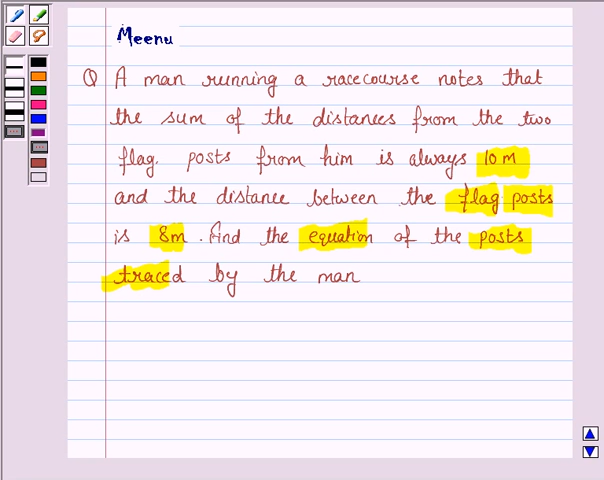 Meenu
Q A man running a racecourse notes that
the sum of the distances from the two
flag. posts from him is always 10 m
and the distance between the flag posts
is 8m. Find the equation of the posts
traced by the man